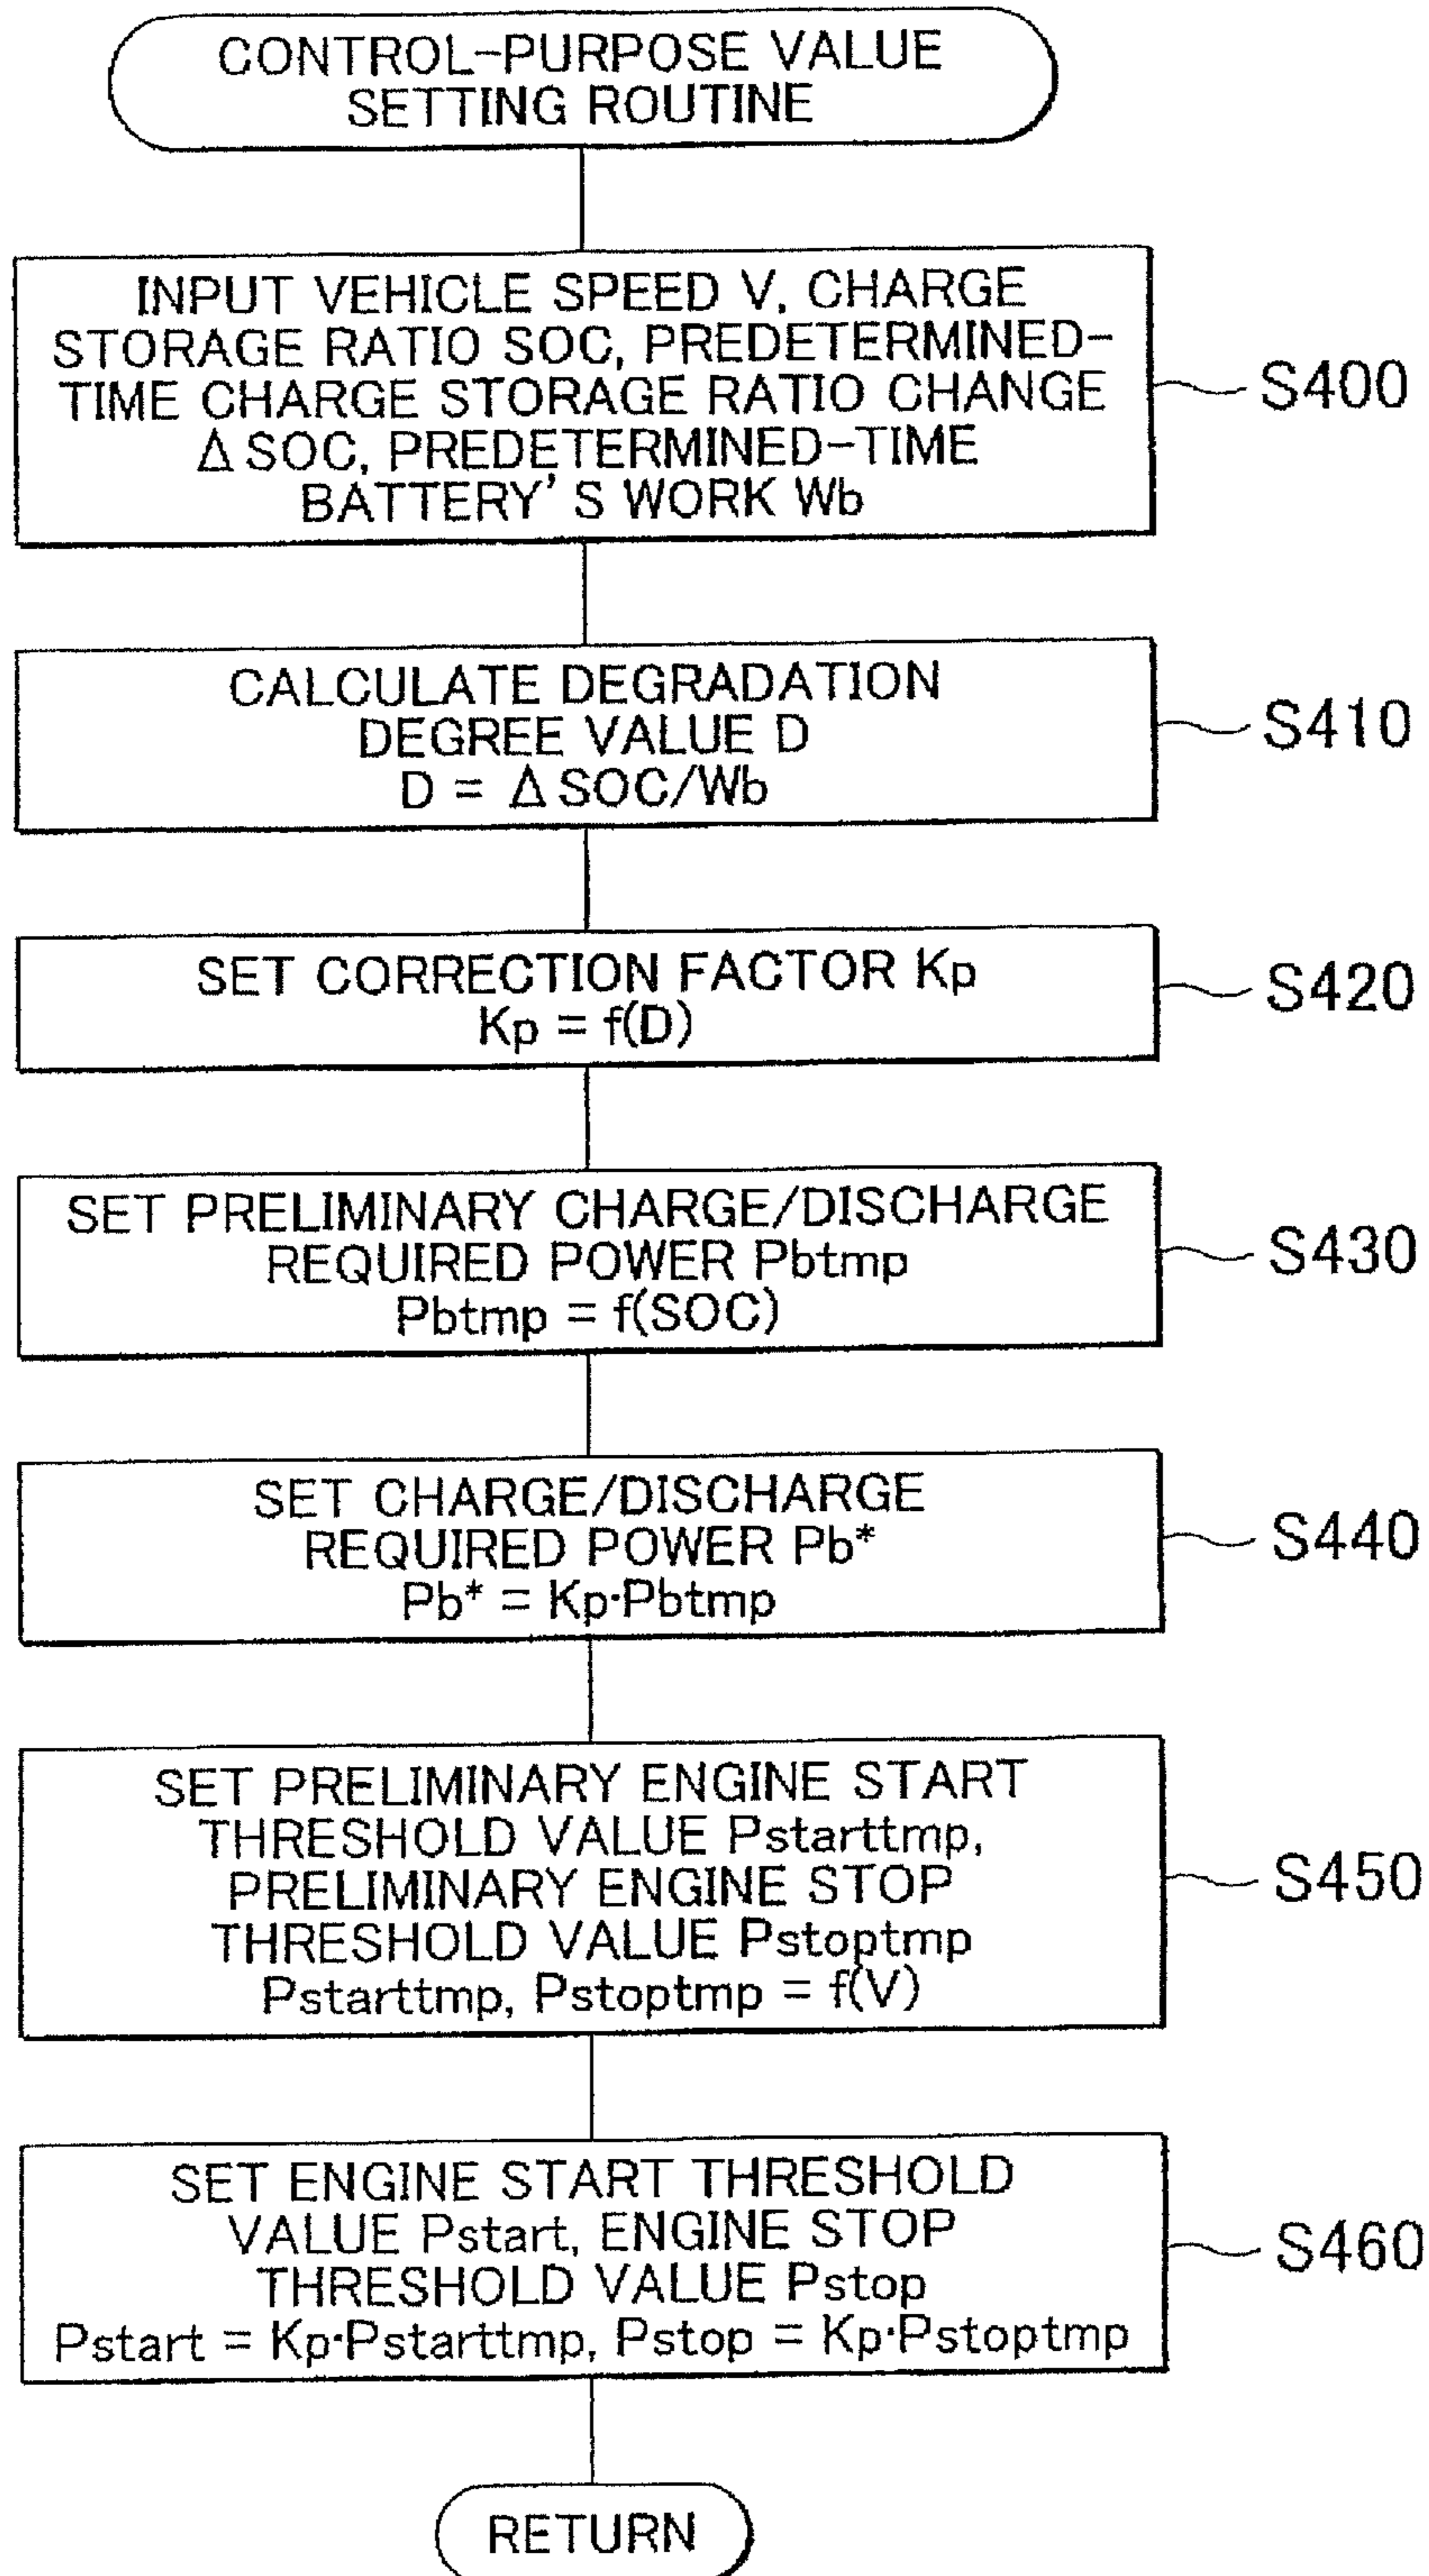 CONTROL-PURPOSE VALUE
SETTING ROUTINE
INPUT VEHICLE SPEED V, CHARGE
STORAGE RATIO SOC, PREDETERMINED-
TIME CHARGE STORAGE RATIO CHANGE
Δ SOC, PREDETERMINED-TIME
BATTERY'S WORK Wb
S400
CALCULATE DEGRADATION
DEGREE VALUE D
D = Δ SOC/Wb
S410
SET CORRECTION FACTOR Kp
Kp = f(D)
S420
SET PRELIMINARY CHARGE/DISCHARGE
REQUIRED POWER Pbtmp
Pbtmp = f(SOC)
S430
SET CHARGE/DISCHARGE
REQUIRED POWER Pb*
Pb* = Kp·Pbtmp
S440
SET PRELIMINARY ENGINE START
THRESHOLD VALUE Pstarttmp,
PRELIMINARY ENGINE STOP
THRESHOLD VALUE Pstoptmp
Pstarttmp, Pstoptmp = f(V)
S450
SET ENGINE START THRESHOLD
VALUE Pstart, ENGINE STOP
THRESHOLD VALUE Pstop
Pstart = Kp·Pstarttmp, Pstop = Kp·Pstoptmp
S460
RETURN